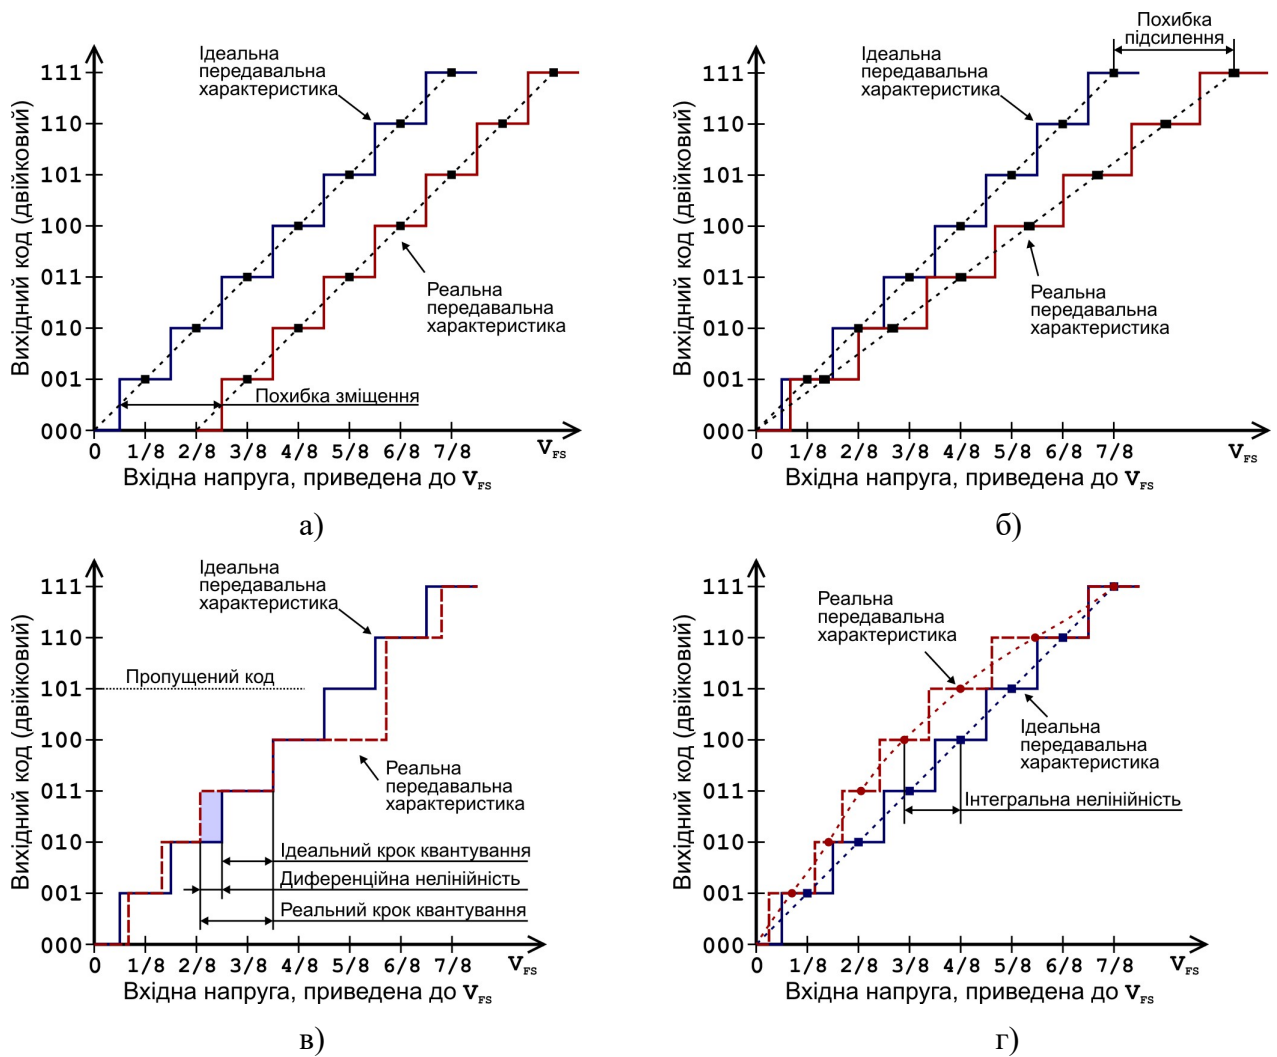 Ідеальна
передавальна
характеристика
111
110
101
100
011
010
001
000
Вихідний код (двійковий)
Реальна
передавальна
характеристика
Похибка зміщення
0 1/8 2/8 3/8 4/8 5/8 6/8 7/8 VFS
Вхідна напруга, приведена до VFS
а)
Похибка
підсилення
Ідеальна
передавальна
характеристика
111
110
101
100
011
010
001
000
Вихідний код (двійковий)
Реальна
передавальна
характеристика
0 1/8 2/8 3/8 4/8 5/8 6/8 7/8 VFS
Вхідна напруга, приведена до VFS
б)
Ідеальна
передавальна
характеристика
111
110
101
100
011
010
001
000
Вихідний код (двійковий)
Пропущений код
Реальна
передавальна
характеристика
Ідеальний крок квантування
Диференційна нелінійність
Реальний крок квантування
0 1/8 2/8 3/8 4/8 5/8 6/8 7/8 VFS
Вхідна напруга, приведена до VFS
в)
Реальна
передавальна
характеристика
111
110
101
100
011
010
001
000
Вихідний код (двійковий)
Ідеальна
передавальна
характеристика
Інтегральна нелінійність
0 1/8 2/8 3/8 4/8 5/8 6/8 7/8 VFS
Вхідна напруга, приведена до VFS
г)